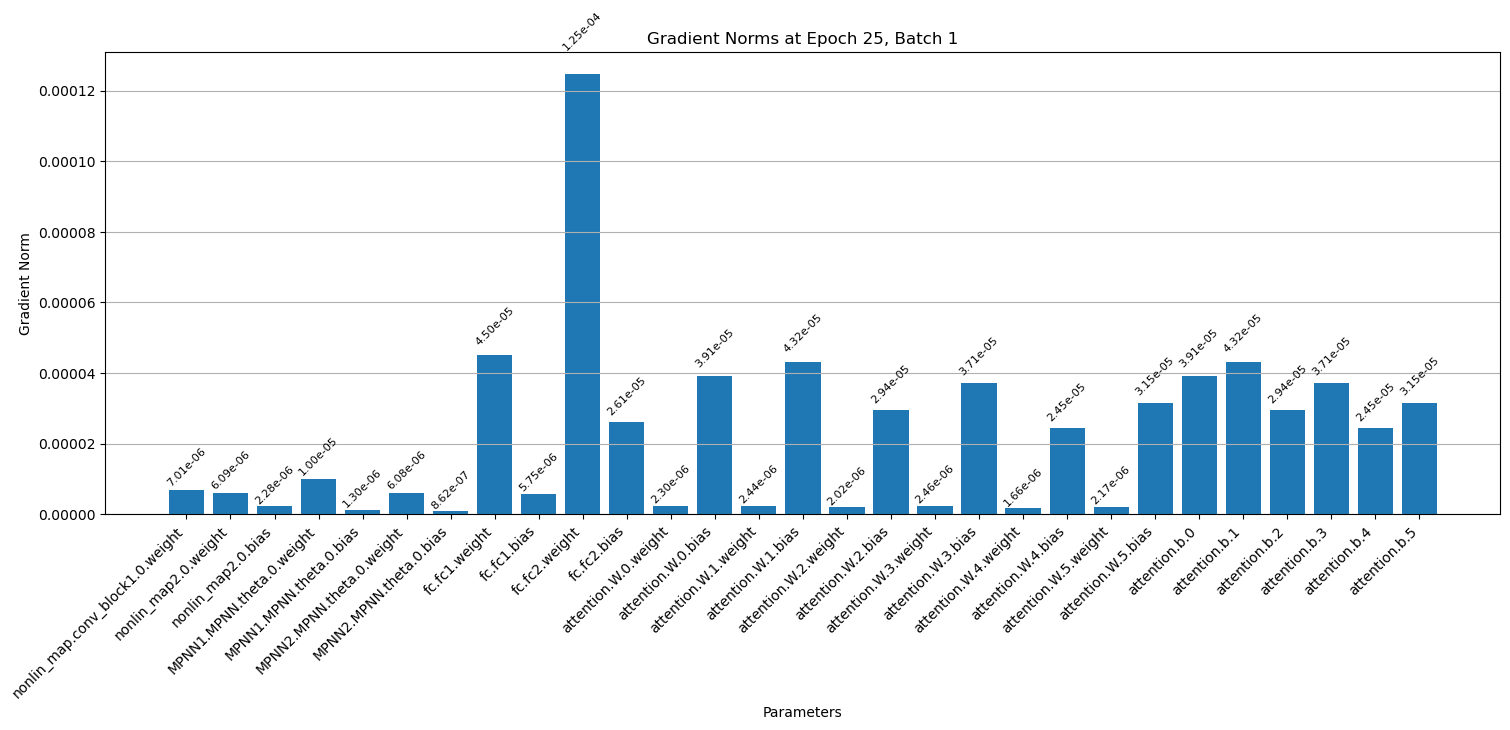 Gradient Norms at Epoch 25, Batch 1
Gradient Norm
0.00012
0.00010
0.00008
0.00006
0.00004
0.00002
0.00000
7.01e-06
6.09e-06
2.28e-06
1.00e-05
1.30e-06
6.08e-06
8.62e-07
4.50e-05
5.75e-06
1.25e-04
2.61e-05
2.30e-06
3.91e-05
2.44e-06
4.32e-05
2.02e-06
2.94e-05
2.46e-06
3.71e-05
1.66e-06
2.45e-05
2.17e-06
3.15e-05
3.91e-05
4.32e-05
2.94e-05
3.71e-05
2.45e-05
3.15e-05
nonlin_map.conv_block1.0.weight
nonlin_map2.0.weight
nonlin_map2.0.bias
MPNN1.MPNN.theta.0.weight
MPNN1.MPNN.theta.0.bias
MPNN2.MPNN.theta.0.weight
MPNN2.MPNN.theta.0.bias
fc.fc1.weight
fc.fc1.bias
fc.fc2.weight
fc.fc2.bias
attention.W.0.weight
attention.W.0.bias
attention.W.1.weight
attention.W.1.bias
attention.W.2.weight
attention.W.2.bias
attention.W.3.weight
attention.W.3.bias
attention.W.4.weight
attention.W.4.bias
attention.W.5.weight
attention.W.5.bias
attention.b.0
attention.b.1
attention.b.2
attention.b.3
attention.b.4
attention.b.5
Parameters